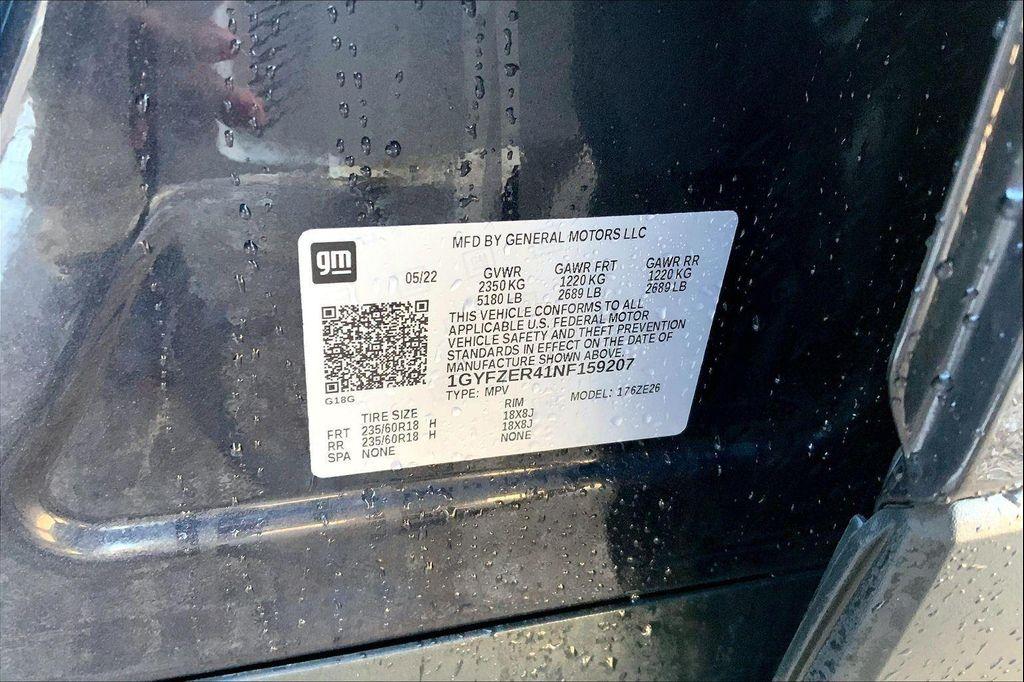 gm
MFD BY GENERAL MOTORS LLC
05/22
GVWR GAWR FRT GAWR RR
2350 KG 1220 KG 1220 KG
5180 LB 2689 LB 2689 LB
THIS VEHICLE CONFORMS TO ALL
APPLICABLE U.S. FEDERAL MOTOR
VEHICLE SAFETY AND THEFT PREVENTION
STANDARDS IN EFFECT ON THE DATE OF
MANUFACTURE SHOWN ABOVE.
1GYFZER41NF159207
TYPE: MPV MODEL: 176ZE26
G18G
TIRE SIZE RIM
FRT 235/60R18 H 18X8J
RR 235/60R18 H 18X8J
SPA NONE NONE